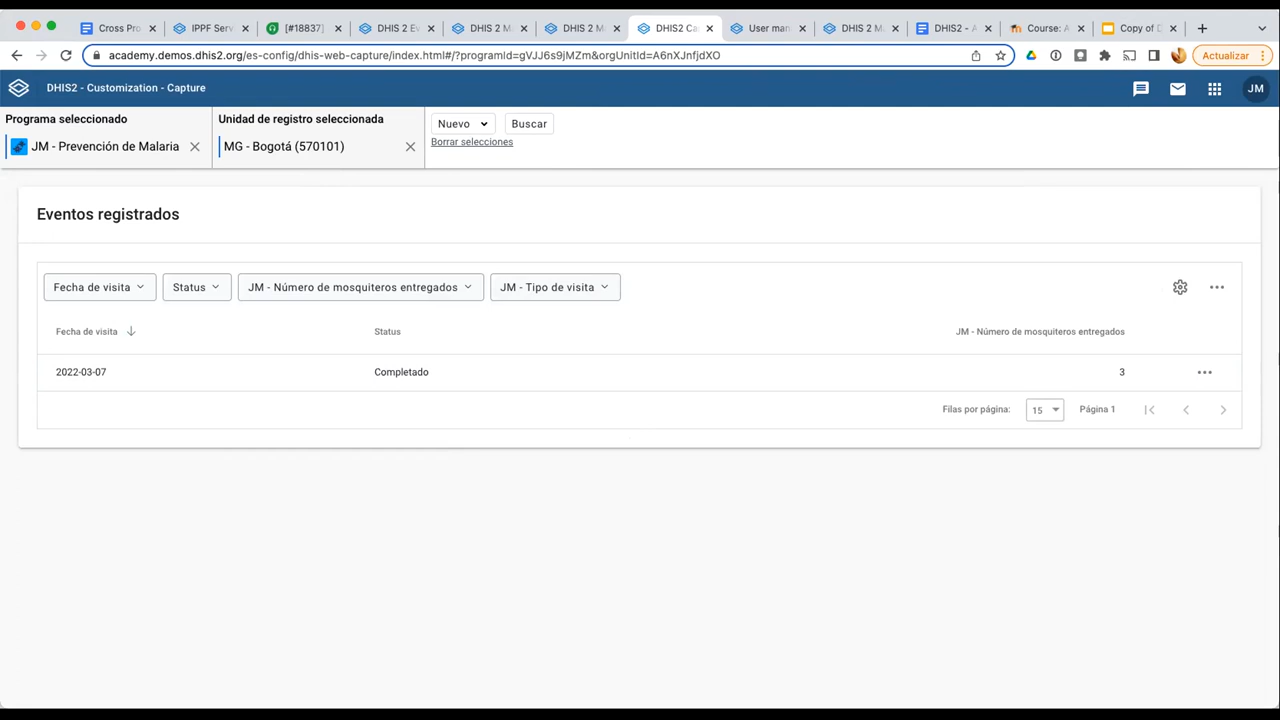 Cross Pro
IPPF Serv
[#18837]
DHIS 2 Ev
DHIS 2 M
DHIS 2 M
DHIS2 Ca
User man
DHIS 2 M
DHIS2 - A
Course: A
Copy of D
academy.demos.dhis2.org/es-config/dhis-web-capture/index.html#/?programId=gVJJ6s9jMZm&orgUnitId=A6nXJnfjdXO
Actualizar
DHIS2 - Customization - Capture
JM
Programa seleccionado
JM - Prevención de Malaria
Unidad de registro seleccionada
MG - Bogotá (570101)
Nuevo
Buscar
Borrar selecciones
Eventos registrados
Fecha de visita
Status
JM - Número de mosquiteros entregados
JM - Tipo de visita
Fecha de visita
Status
JM - Número de mosquiteros entregados
2022-03-07
Completado
3
Filas por página:
15
Página 1